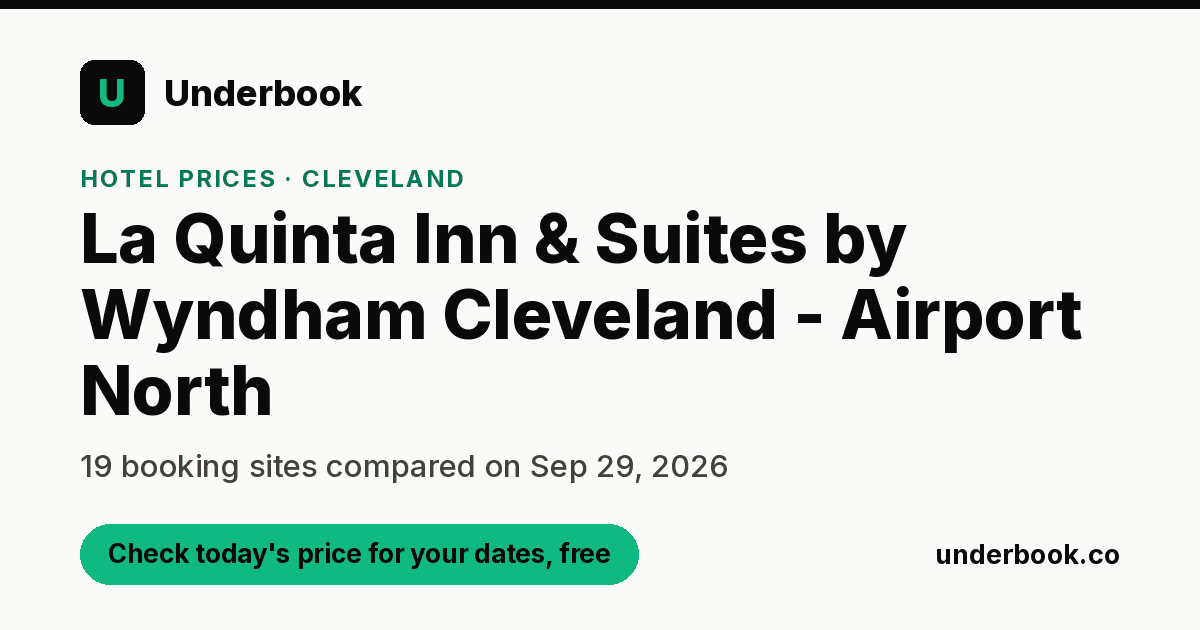 U Underbook
HOTEL PRICES · CLEVELAND
La Quinta Inn & Suites by
Wyndham Cleveland - Airport
North
19 booking sites compared on Sep 29, 2026
Check today's price for your dates, free
underbook.co